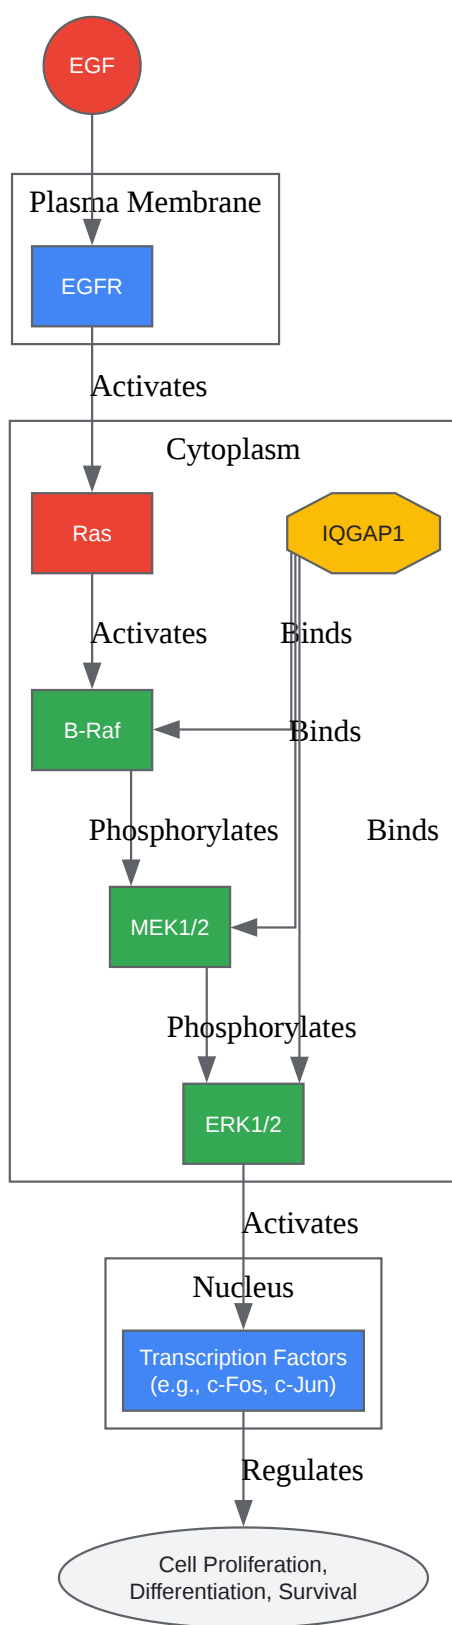 EGF
Plasma Membrane
EGFR
Activates
Cytoplasm
Ras
IQGAP1
Activates
Binds
B-Raf
Binds
Phosphorylates
Binds
MEK1/2
Phosphorylates
ERK1/2
Activates
Nucleus
Transcription Factors
(e.g., c-Fos, c-Jun)
Regulates
Cell Proliferation,
Differentiation, Survival